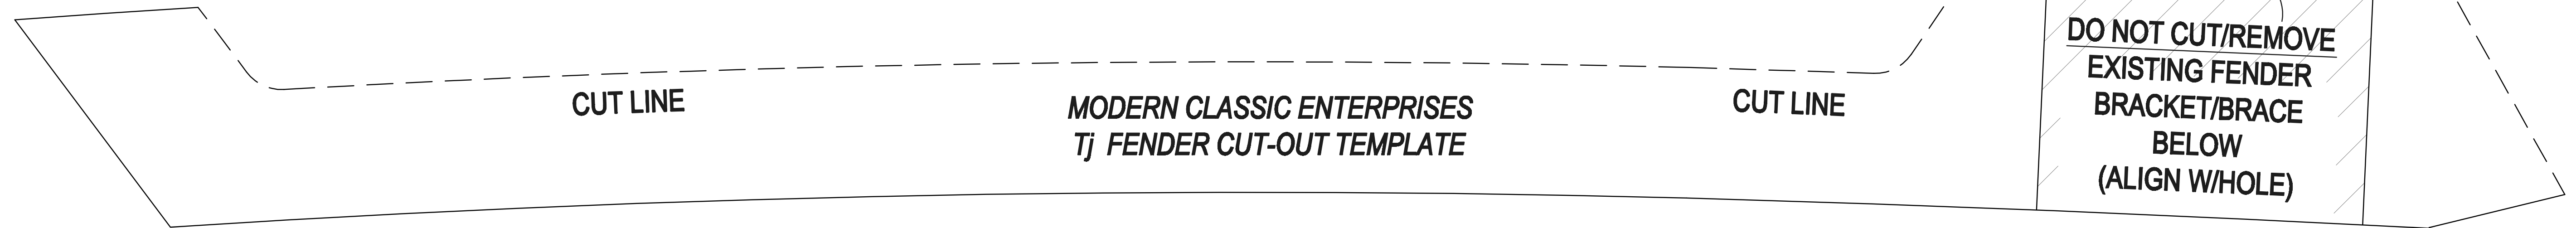 CUT LINE
MODERN CLASSIC ENTERPRISES
Tj FENDER CUT-OUT TEMPLATE
CUT LINE
DO NOT CUT/REMOVE
EXISTING FENDER
BRACKET/BRACE
BELOW
(ALIGN W/HOLE)